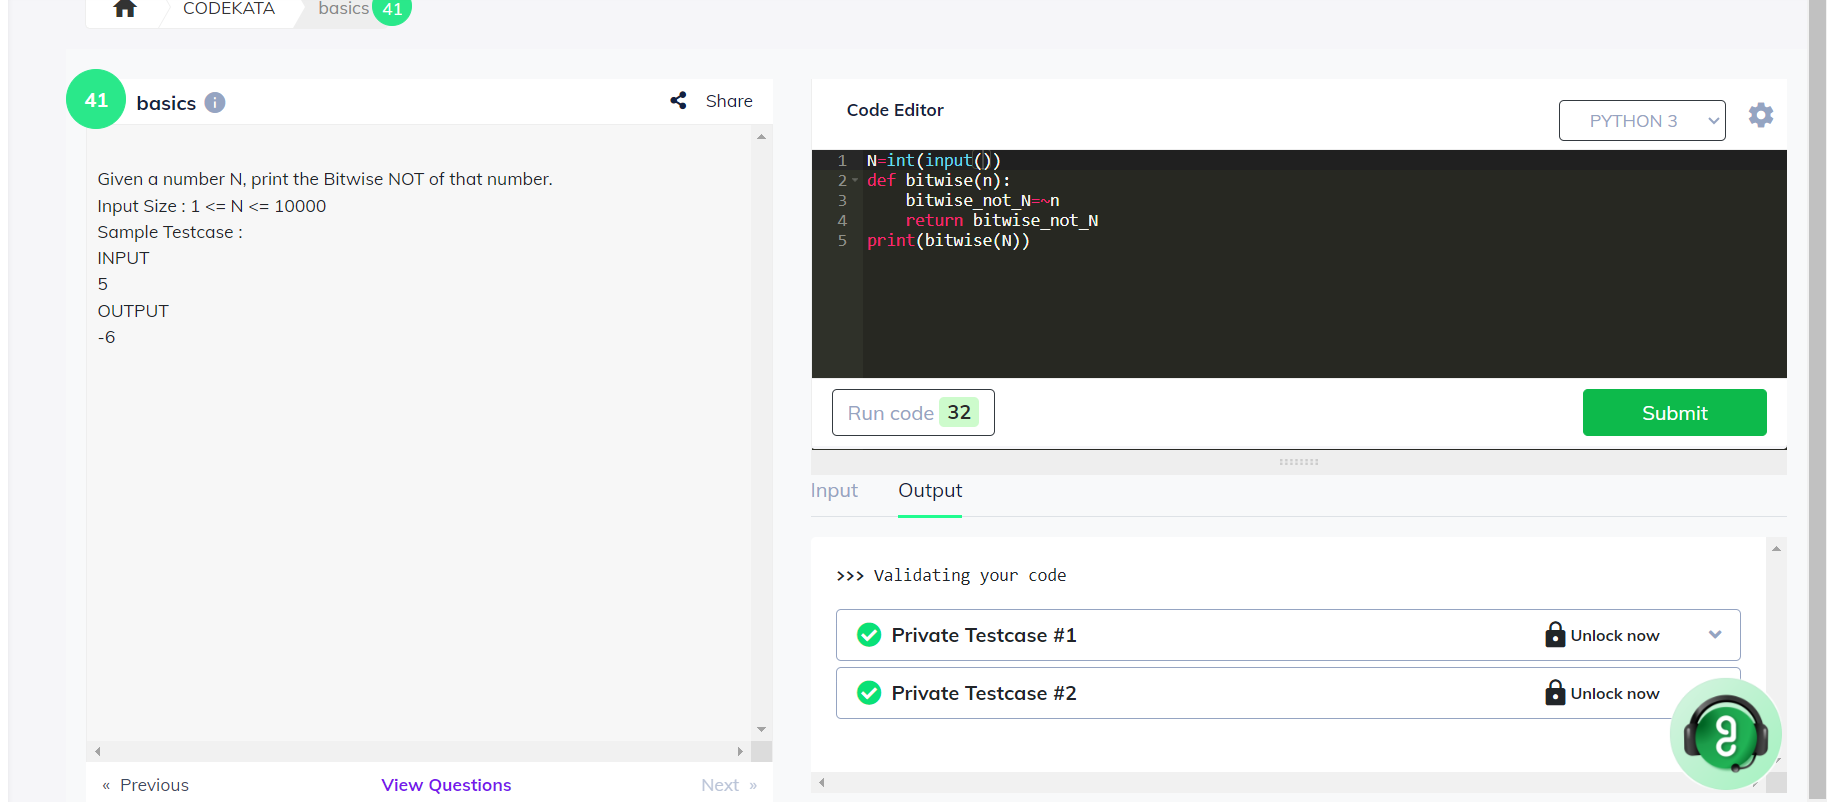 CODEKATA
basics 41
41 basics
Share
Given a number N, print the Bitwise NOT of that number.
Input Size : 1 <= N <= 10000
Sample Testcase :
INPUT
5
OUTPUT
-6
« Previous
View Questions
Next »
Code Editor
PYTHON 3
1 N=int(input())
2 def bitwise(n):
3     bitwise_not_N=~n
4     return bitwise_not_N
5 print(bitwise(N))
Run code 32
Submit
Input
Output
>>> Validating your code
Private Testcase #1
Unlock now
Private Testcase #2
Unlock now